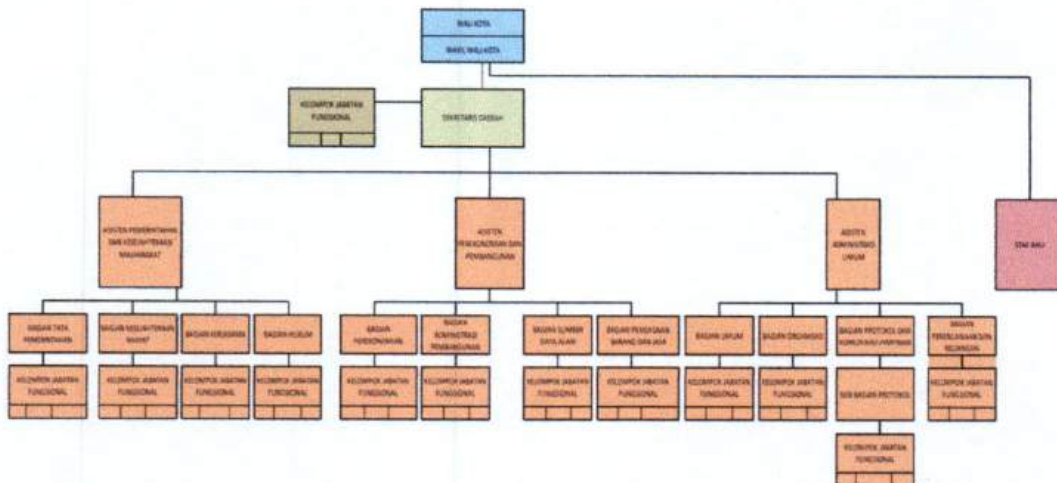 WALI KOTA
WAKIL WALI KOTA
KELOMPOK JABATAN
FUNGSIONAL
SEKRETARIS DAERAH
ASISTEN PEMERINTAHAN
DAN KESEJAHTERAAN
MASYARAKAT
ASISTEN
PEREKONOMIAN DAN
PEMBANGUNAN
ASISTEN
ADMINISTRASI
UMUM
STAF AHLI
BAGIAN TATA
PEMERINTAHAN
BAGIAN KESEJAHTERAAN
RAKYAT
BAGIAN KERJASAMA
BAGIAN HUKUM
BAGIAN
PEREKONOMIAN
BAGIAN
ADMINISTRASI
PEMBANGUNAN
BAGIAN SUMBER
DAYA ALAM
BAGIAN PENGADAAN
BARANG DAN JASA
BAGIAN UMUM
BAGIAN ORGANISASI
BAGIAN PROTOKOL DAN
KOMUNIKASI PIMPINAN
BAGIAN
PERENCANAAN DAN
KEUANGAN
KELOMPOK JABATAN
FUNGSIONAL
KELOMPOK JABATAN
FUNGSIONAL
KELOMPOK JABATAN
FUNGSIONAL
KELOMPOK JABATAN
FUNGSIONAL
KELOMPOK JABATAN
FUNGSIONAL
KELOMPOK JABATAN
FUNGSIONAL
KELOMPOK JABATAN
FUNGSIONAL
KELOMPOK JABATAN
FUNGSIONAL
KELOMPOK JABATAN
FUNGSIONAL
KELOMPOK JABATAN
FUNGSIONAL
SUB BAGIAN PROTOKOL
KELOMPOK JABATAN
FUNGSIONAL
KELOMPOK JABATAN
FUNGSIONAL